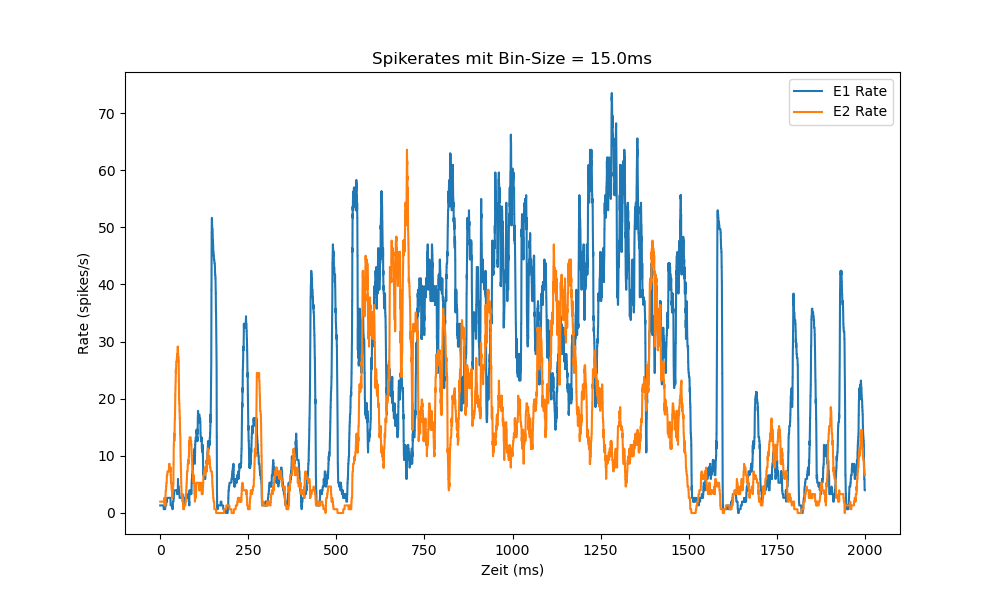 Spikerates mit Bin-Size = 15.0ms
E1 Rate
E2 Rate
Rate (spikes/s)
70
60
50
40
30
20
10
0
0 250 500 750 1000 1250 1500 1750 2000
Zeit (ms)